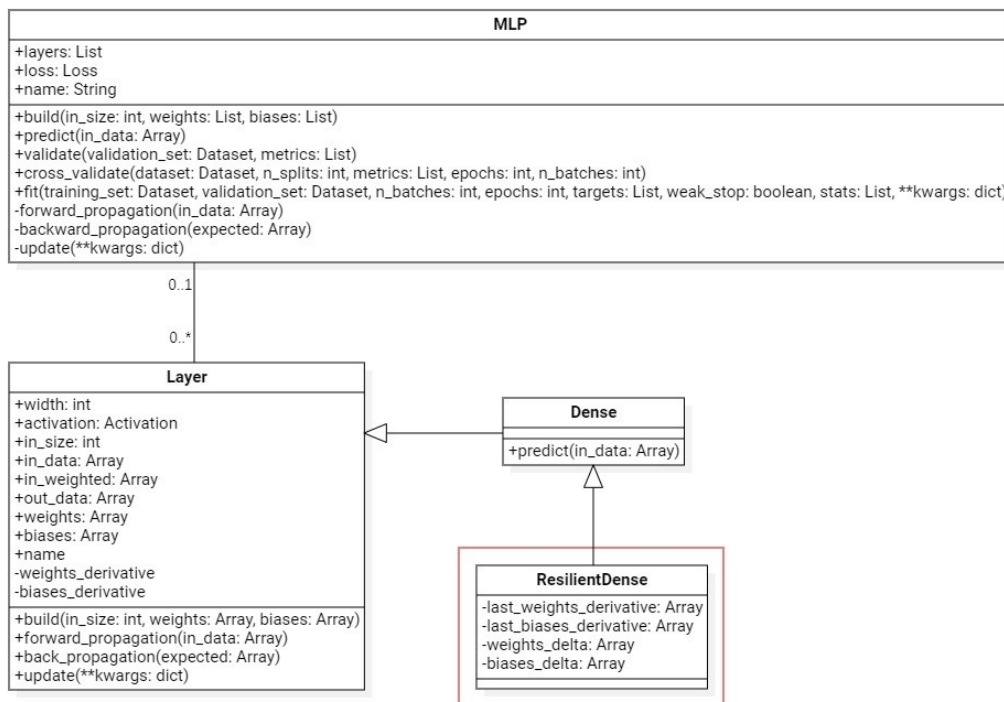 MLP
+layers: List
+loss: Loss
+name: String
+build(in_size: int, weights: List, biases: List)
+predict(in_data: Array)
+validate(validation_set: Dataset, metrics: List)
+cross_validate(dataset: Dataset, n_splits: int, metrics: List, epochs: int, n_batches: int)
+fit(training_set: Dataset, validation_set: Dataset, n_batches: int, epochs: int, targets: List, weak_stop: boolean, stats: List, **kwargs: dict)
-forward_propagation(in_data: Array)
-backward_propagation(expected: Array)
-update(**kwargs: dict)
0..1
0..*
Layer
+width: int
+activation: Activation
+in_size: int
+in_data: Array
+in_weighted: Array
+out_data: Array
+weights: Array
+biases: Array
+name
-weights_derivative
-biases_derivative
+build(in_size: int, weights: Array, biases: Array)
+forward_propagation(in_data: Array)
+back_propagation(expected: Array)
+update(**kwargs: dict)
Dense
+predict(in_data: Array)
ResilientDense
-last_weights_derivative: Array
-last_biases_derivative: Array
-weights_delta: Array
-biases_delta: Array